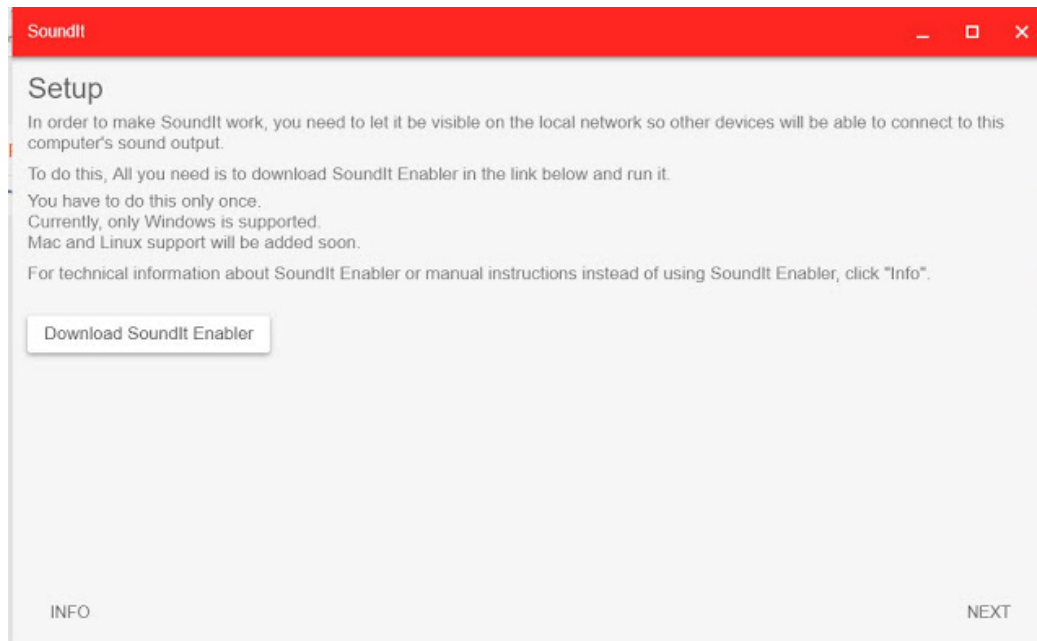 SoundIt
Setup
In order to make SoundIt work, you need to let it be visible on the local network so other devices will be able to connect to this
computer's sound output.
To do this, All you need is to download SoundIt Enabler in the link below and run it.
You have to do this only once.
Currently, only Windows is supported.
Mac and Linux support will be added soon.
For technical information about SoundIt Enabler or manual instructions instead of using SoundIt Enabler, click "Info".
Download SoundIt Enabler
INFO
NEXT